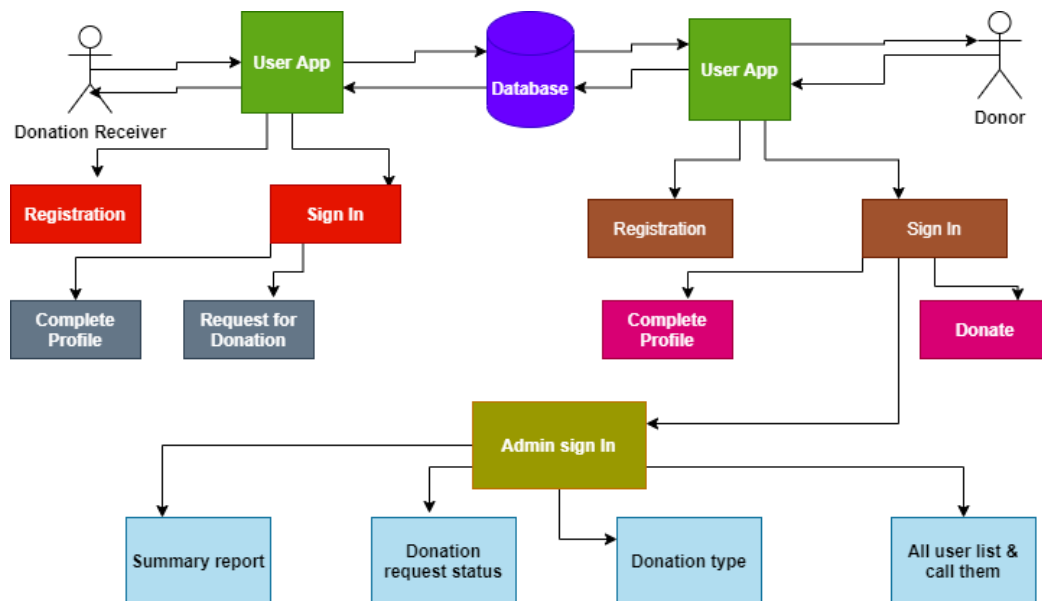 User App
Database
User App
Donation Receiver
Donor
Registration
Sign In
Registration
Sign In
Complete
Profile
Request for
Donation
Complete
Profile
Donate
Admin sign In
Summary report
Donation
request status
Donation type
All user list &
call them